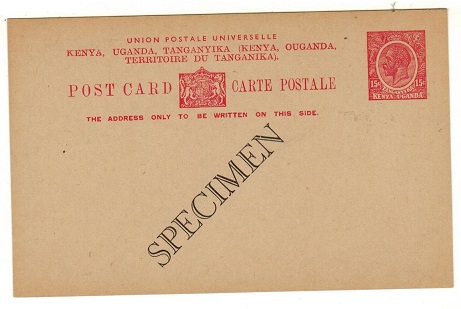 UNION POSTALE UNIVERSELLE
KENYA, UGANDA, TANGANYIKA (KENYA, OUGANDA,
TERRITOIRE DU TANGANIKA).
POST CARD CARTE POSTALE
15c 15c
TANGANYIKA
KENYA UGANDA
THE ADDRESS ONLY TO BE WRITTEN ON THIS SIDE.
SPECIMEN